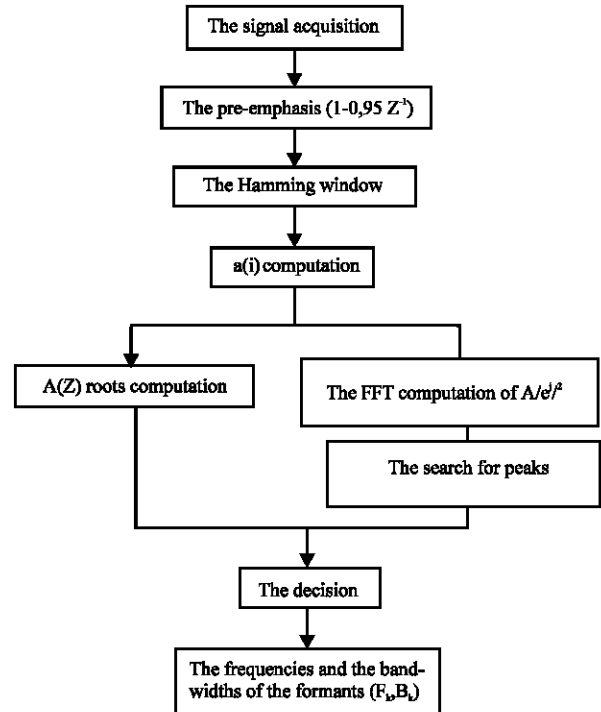 The signal acquisition
The pre-emphasis (1-0,95 Z⁻¹)
The Hamming window
a(i) computation
A(Z) roots computation
The FFT computation of A/eʲ/²
The search for peaks
The decision
The frequencies and the band-
widths of the formants (Fₖ,Bₖ)